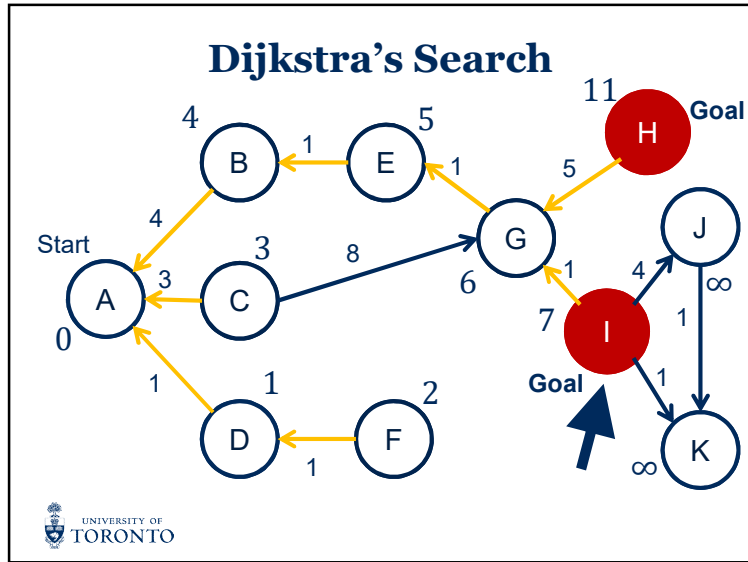 Dijkstra's Search
11
Goal
H
4
B
1
E
5
1
5
G
6
J
∞
4
Start
A
0
3
3
C
8
1
7
I
4
1
Goal
1
1
D
2
F
1
K
∞
1
UNIVERSITY OF
TORONTO